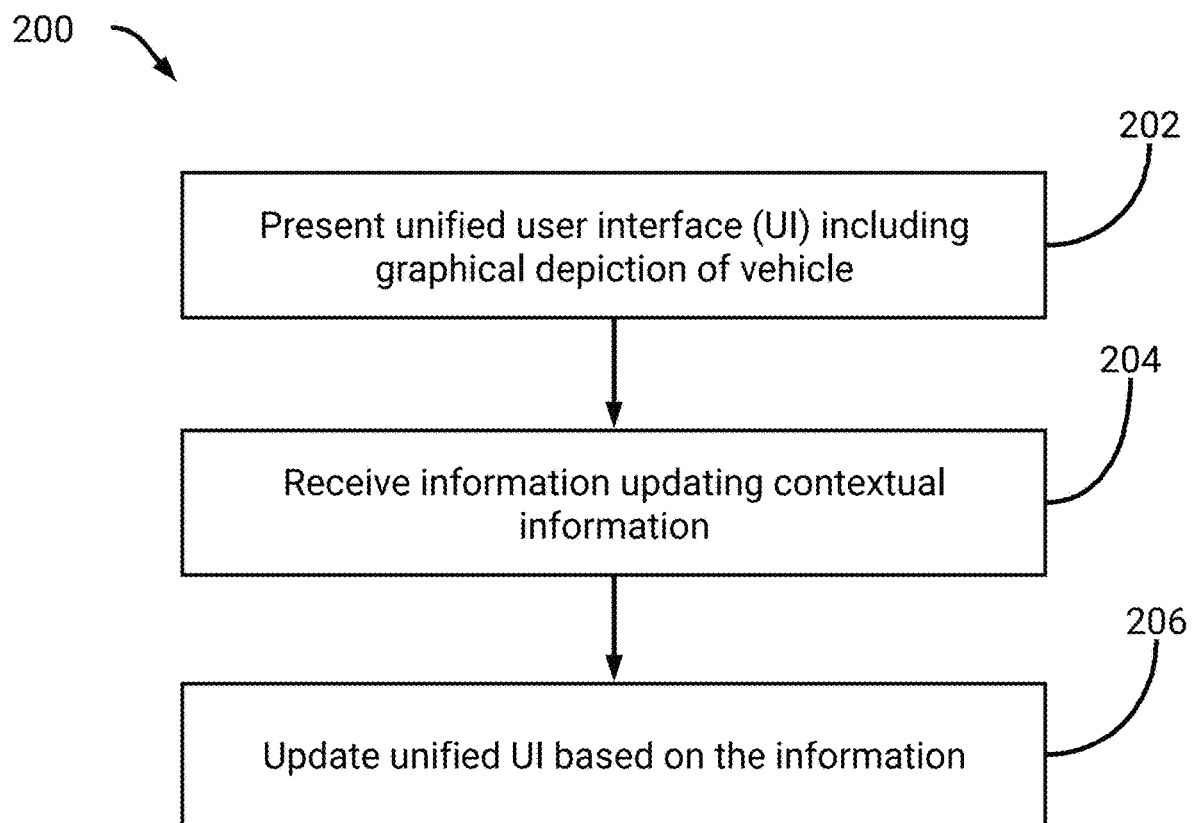 200
202
Present unified user interface (UI) including
graphical depiction of vehicle
204
Receive information updating contextual
information
206
Update unified UI based on the information